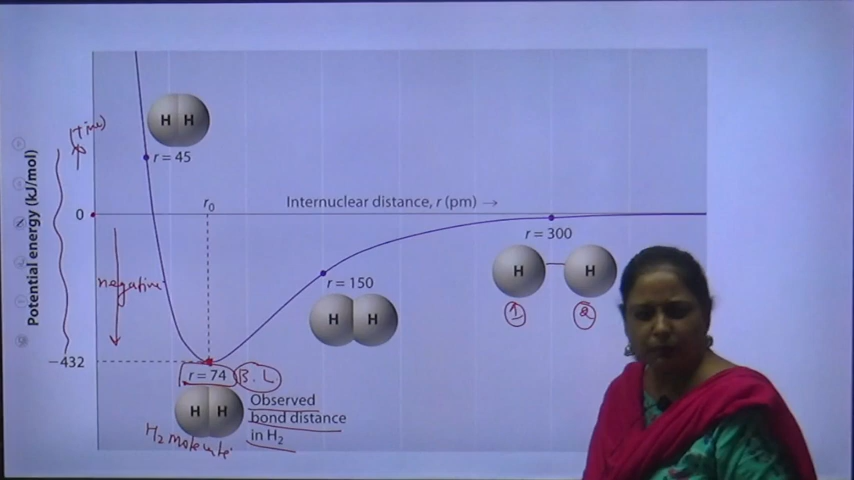 (+ive)
H H
r = 45
r₀
Internuclear distance, r (pm) →
0
Potential energy (kJ/mol)
negative
r = 300
H H
1 2
r = 150
H H
−432
r = 74 B.L.
H H
Observed
bond distance
in H₂
H₂ molecule